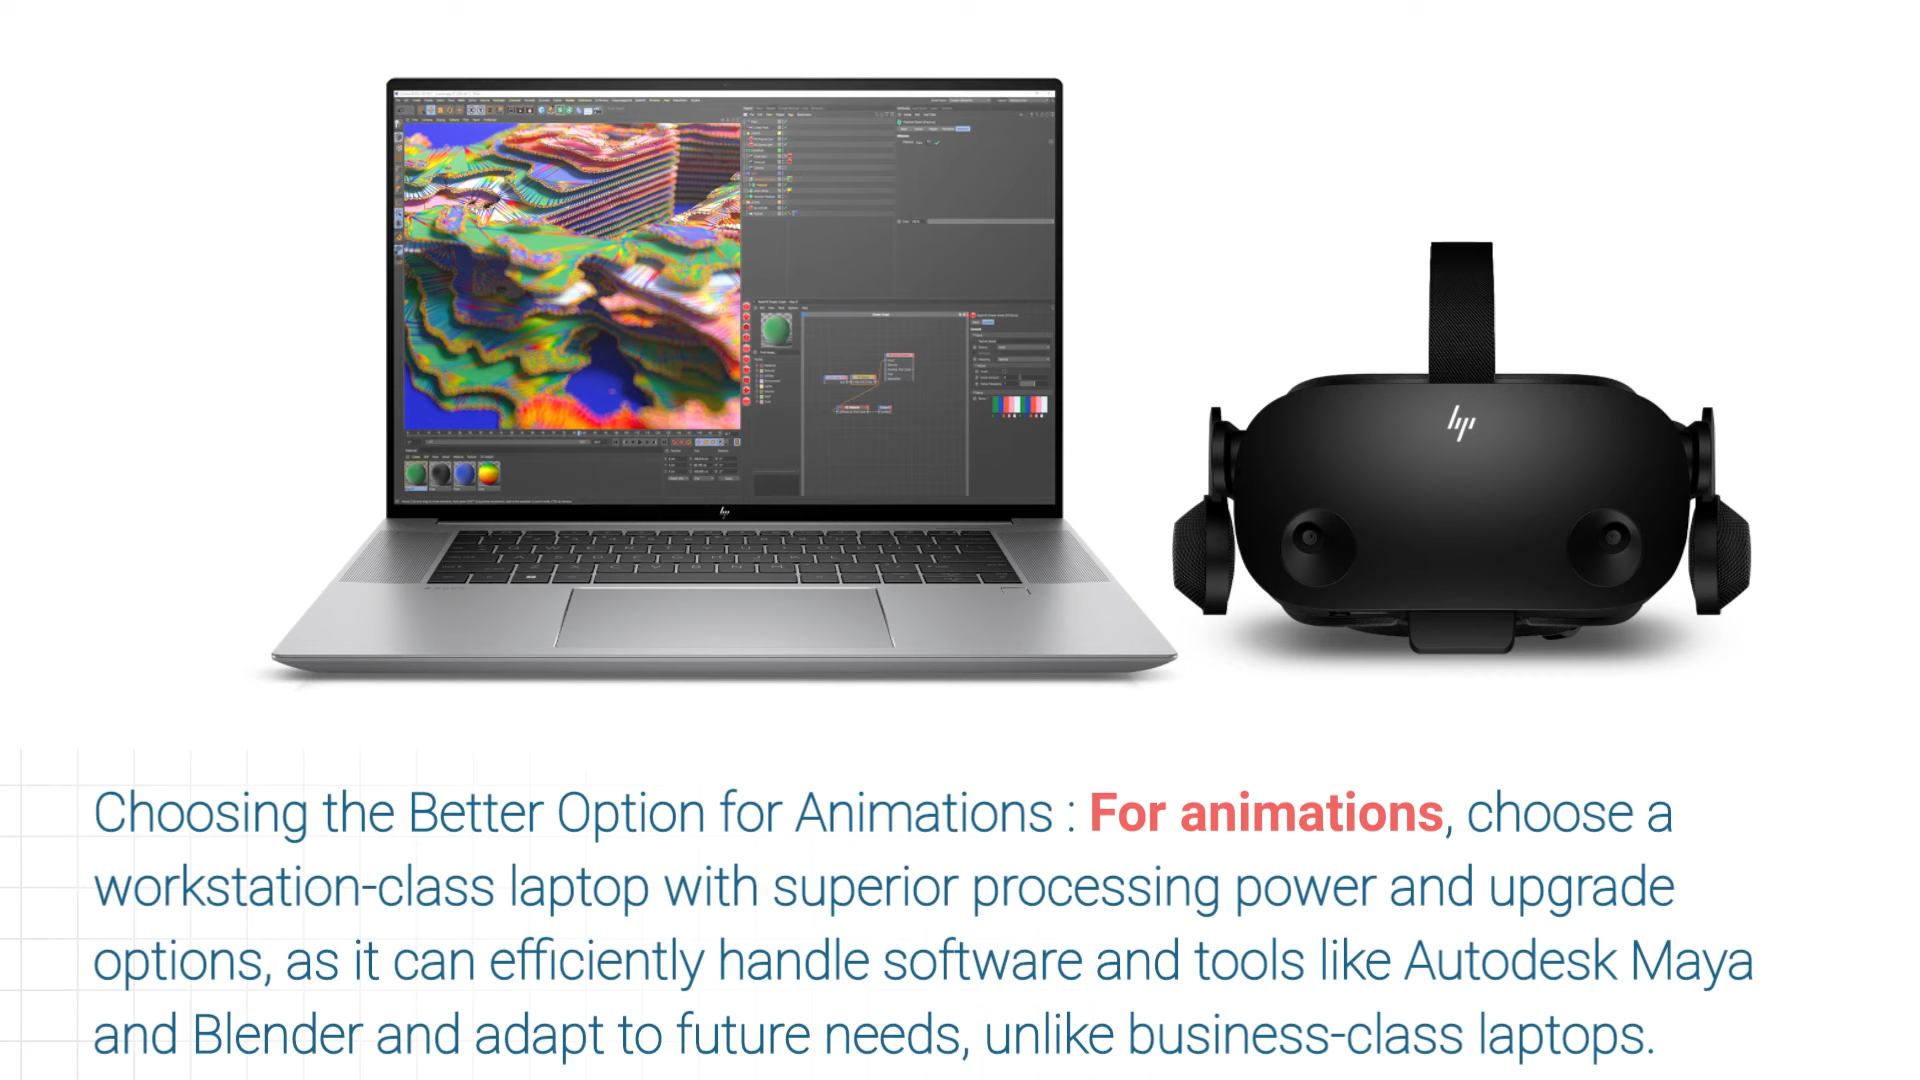 hp
hp
Choosing the Better Option for Animations : For animations, choose a
workstation-class laptop with superior processing power and upgrade
options, as it can efficiently handle software and tools like Autodesk Maya
and Blender and adapt to future needs, unlike business-class laptops.